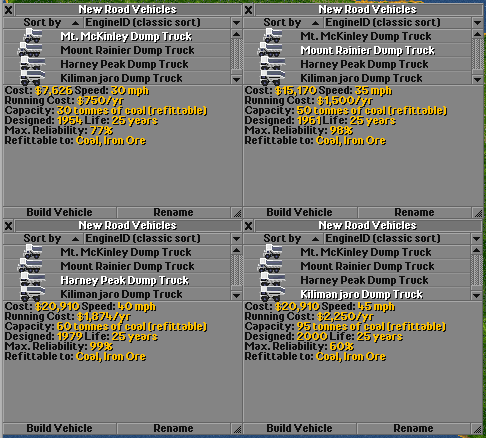 New Road Vehicles
Sort by EngineID (classic sort)
Mt. McKinley Dump Truck
Mount Rainier Dump Truck
Harney Peak Dump Truck
Kilimanjaro Dump Truck
Cost: $7,626 Speed: 30 mph
Running Cost: $750/yr
Capacity: 30 tonnes of coal (refittable)
Designed: 1954 Life: 25 years
Max. Reliability: 77%
Refittable to: Coal, Iron Ore
Build Vehicle Rename
New Road Vehicles
Sort by EngineID (classic sort)
Mt. McKinley Dump Truck
Mount Rainier Dump Truck
Harney Peak Dump Truck
Kilimanjaro Dump Truck
Cost: $15,170 Speed: 35 mph
Running Cost: $1,500/yr
Capacity: 50 tonnes of coal (refittable)
Designed: 1961 Life: 25 years
Max. Reliability: 98%
Refittable to: Coal, Iron Ore
Build Vehicle Rename
New Road Vehicles
Sort by EngineID (classic sort)
Mt. McKinley Dump Truck
Mount Rainier Dump Truck
Harney Peak Dump Truck
Kilimanjaro Dump Truck
Cost: $20,910 Speed: 40 mph
Running Cost: $1,874/yr
Capacity: 60 tonnes of coal (refittable)
Designed: 1979 Life: 25 years
Max. Reliability: 99%
Refittable to: Coal, Iron Ore
Build Vehicle Rename
New Road Vehicles
Sort by EngineID (classic sort)
Mt. McKinley Dump Truck
Mount Rainier Dump Truck
Harney Peak Dump Truck
Kilimanjaro Dump Truck
Cost: $20,910 Speed: 45 mph
Running Cost: $2,250/yr
Capacity: 95 tonnes of coal (refittable)
Designed: 2000 Life: 25 years
Max. Reliability: 60%
Refittable to: Coal, Iron Ore
Build Vehicle Rename